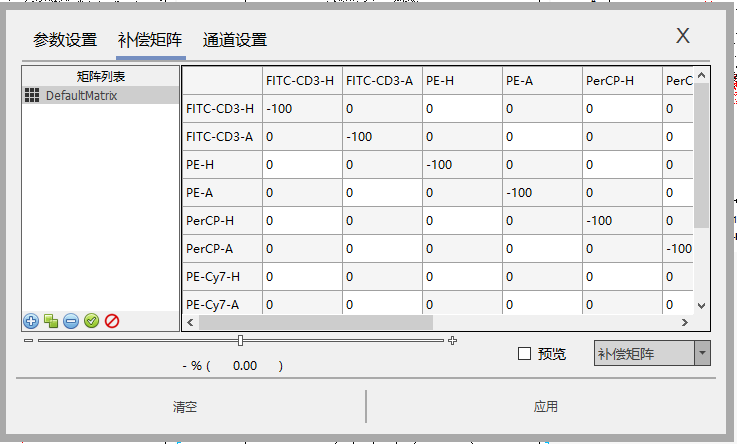 参数设置 补偿矩阵 通道设置 X
矩阵列表
DefaultMatrix
FITC-CD3-H FITC-CD3-A PE-H PE-A PerCP-H PerC
FITC-CD3-H -100 0 0 0 0 0
FITC-CD3-A 0 -100 0 0 0 0
PE-H 0 0 -100 0 0 0
PE-A 0 0 0 -100 0 0
PerCP-H 0 0 0 0 -100 0
PerCP-A 0 0 0 0 0 -100
PE-Cy7-H 0 0 0 0 0 0
PE-Cy7-A 0 0 0 0 0 0
- % ( 0.00 )
预览 补偿矩阵
清空 应用